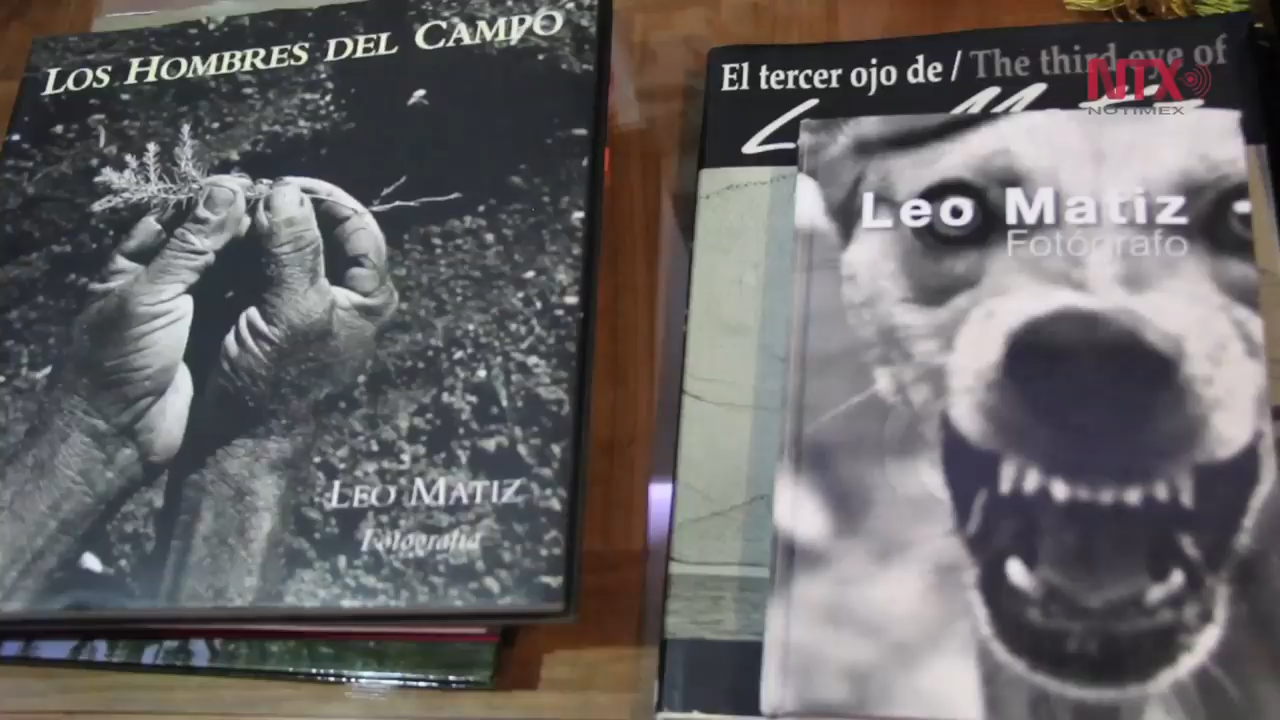 LOS HOMBRES DEL CAMPO
LEO MATIZ
Fotografía
El tercer ojo de / The third eye of
Leo Matiz
Fotógrafo
NTX
NOTIMEX